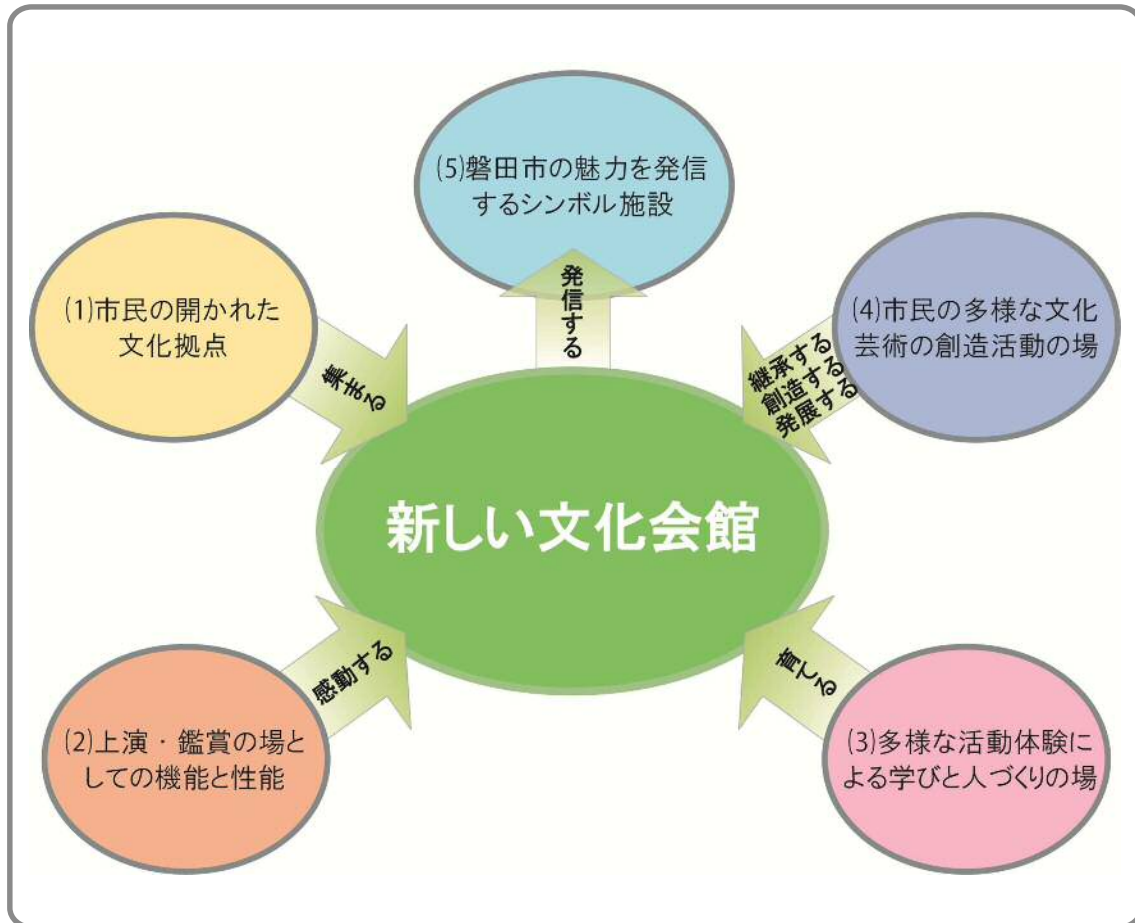 (5)磐田市の魅力を発信
するシンボル施設
発信する
(1)市民の開かれた
文化拠点
集まる
(4)市民の多様な文化
芸術の創造活動の場
継承する
創造する
発展する
新しい文化会館
(2)上演・鑑賞の場と
しての機能と性能
感動する
(3)多様な活動体験に
よる学びと人づくりの場
育てる